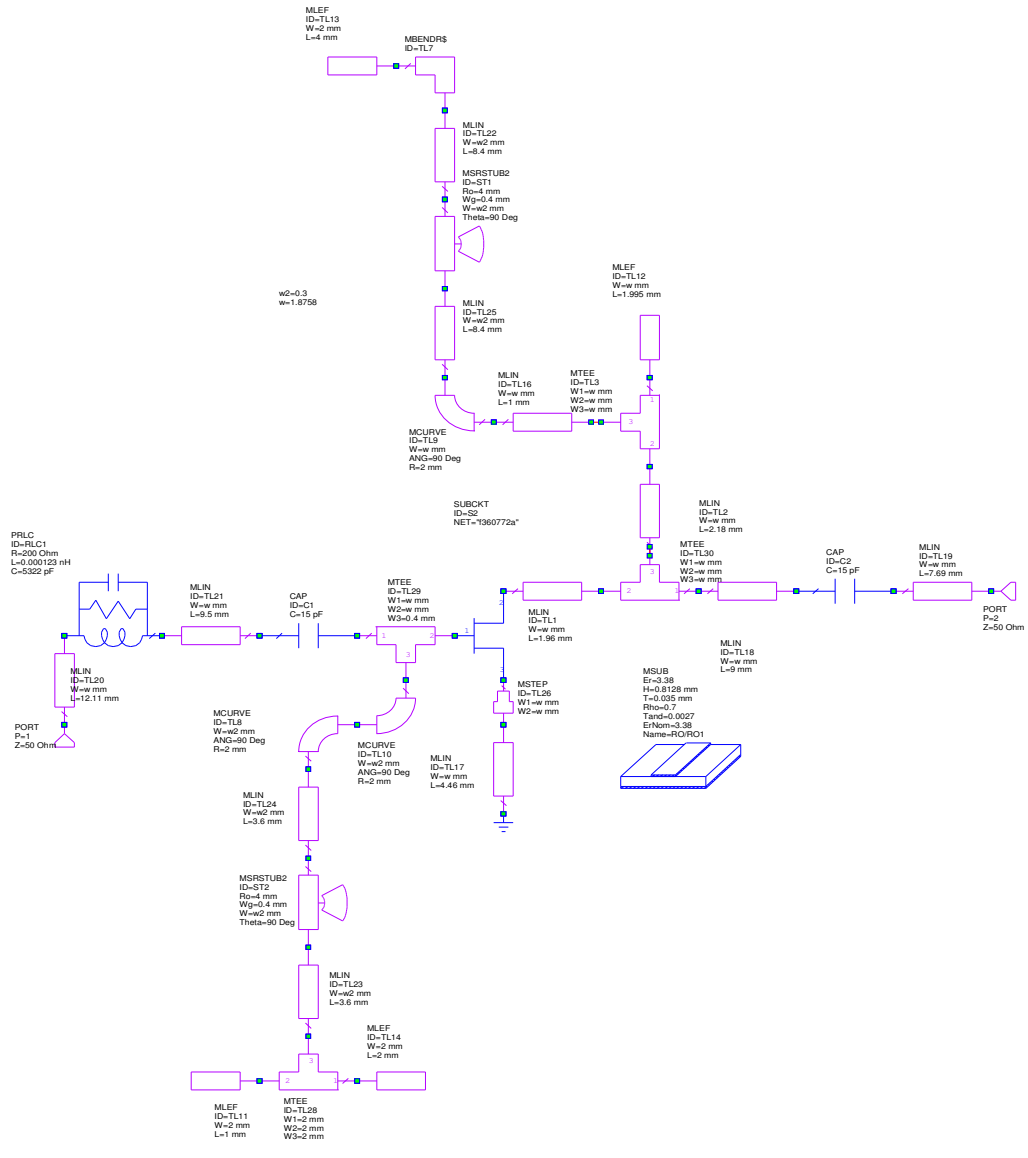 MLEF
ID=TL13
W=2 mm
L=4 mm
MBENDR$
ID=TL7
MLIN
ID=TL22
W=w2 mm
L=8.4 mm
MSRSTUB2
ID=ST1
Ro=4 mm
Wg=0.4 mm
W=w2 mm
Theta=90 Deg
w2=0.3
w=1.8758
MLIN
ID=TL25
W=w2 mm
L=8.4 mm
MLEF
ID=TL12
W=w mm
L=1.995 mm
MLIN
ID=TL16
W=w mm
L=1 mm
MTEE
ID=TL3
W1=w mm
W2=w mm
W3=w mm
1
3
2
MCURVE
ID=TL9
W=w mm
ANG=90 Deg
R=2 mm
SUBCKT
ID=S2
NET="f360772a"
MLIN
ID=TL2
W=w mm
L=2.18 mm
MTEE
ID=TL30
W1=w mm
W2=w mm
W3=w mm
3
2
1
CAP
ID=C2
C=15 pF
MLIN
ID=TL19
W=w mm
L=7.69 mm
PORT
P=2
Z=50 Ohm
PRLC
ID=RLC1
R=200 Ohm
L=0.000123 nH
C=5322 pF
MLIN
ID=TL21
W=w mm
L=9.5 mm
CAP
ID=C1
C=15 pF
MTEE
ID=TL29
W1=w mm
W2=w mm
W3=0.4 mm
1
2
3
2
1
3
MLIN
ID=TL1
W=w mm
L=1.96 mm
MLIN
ID=TL18
W=w mm
L=9 mm
MLIN
ID=TL20
W=w mm
L=12.11 mm
PORT
P=1
Z=50 Ohm
MSTEP
ID=TL26
W1=w mm
W2=w mm
MSUB
Er=3.38
H=0.8128 mm
T=0.035 mm
Rho=0.7
Tand=0.0027
ErNom=3.38
Name=RO/RO1
MCURVE
ID=TL8
W=w2 mm
ANG=90 Deg
R=2 mm
MCURVE
ID=TL10
W=w2 mm
ANG=90 Deg
R=2 mm
MLIN
ID=TL17
W=w mm
L=4.46 mm
MLIN
ID=TL24
W=w2 mm
L=3.6 mm
MSRSTUB2
ID=ST2
Ro=4 mm
Wg=0.4 mm
W=w2 mm
Theta=90 Deg
MLIN
ID=TL23
W=w2 mm
L=3.6 mm
MLEF
ID=TL14
W=2 mm
L=2 mm
3
2
1
MLEF
ID=TL11
W=2 mm
L=1 mm
MTEE
ID=TL28
W1=2 mm
W2=2 mm
W3=2 mm